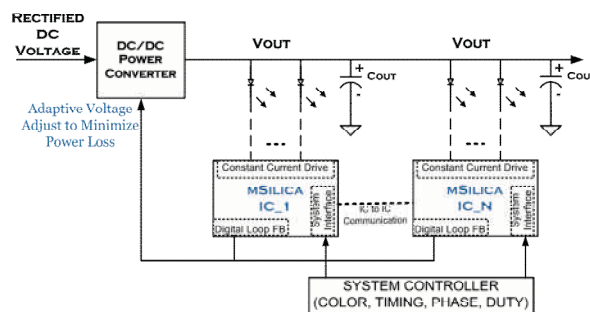 RECTIFIED
DC
VOLTAGE
DC/DC
POWER
CONVERTER
VOUT
VOUT
+
COUT
-
+
COU
-
Adaptive Voltage
Adjust to Minimize
Power Loss
Constant Current Drive
MSILICA
IC_1
System
Interface
Digital Loop FB
IC to IC
Communication
Constant Current Drive
MSILICA
IC_N
System
Interface
Digital Loop FB
SYSTEM CONTROLLER
(COLOR, TIMING, PHASE, DUTY)